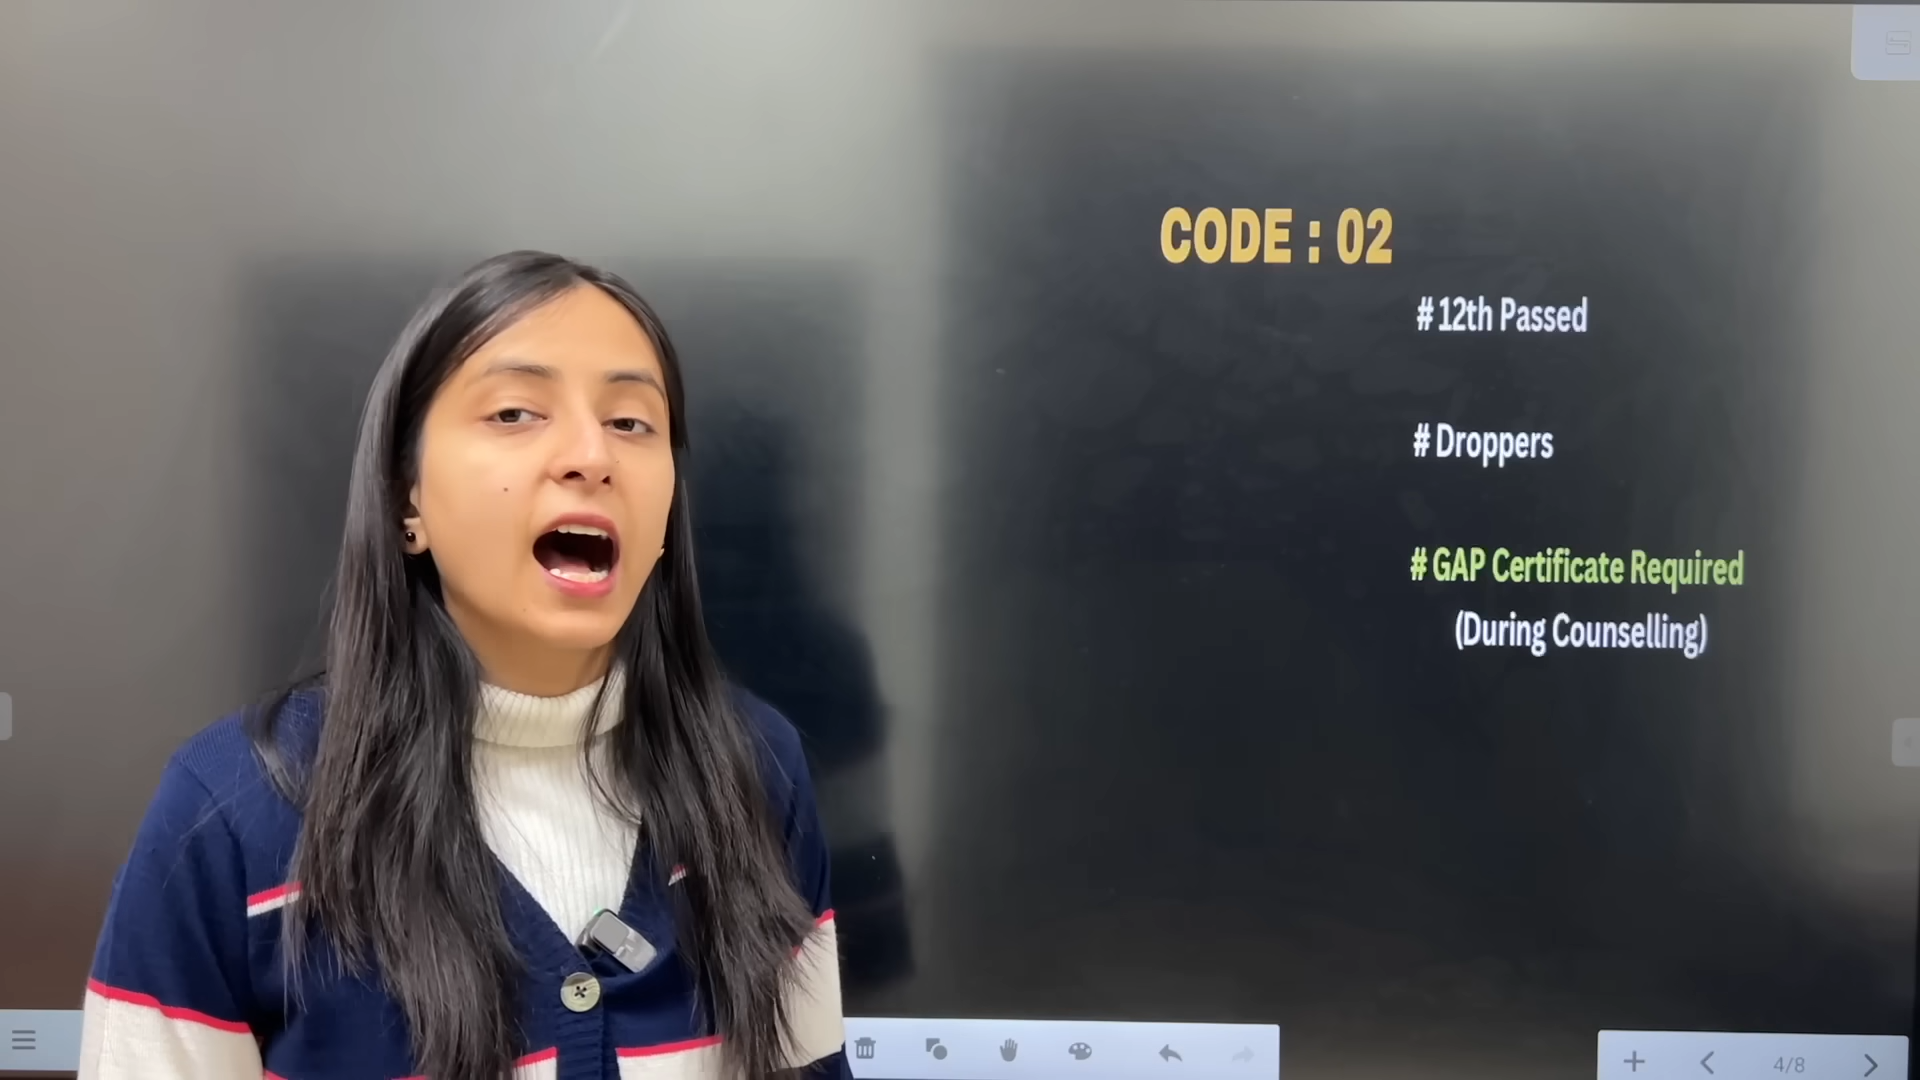 CODE : 02
# 12th Passed
# Droppers
# GAP Certificate Required
(During Counselling)
4/8